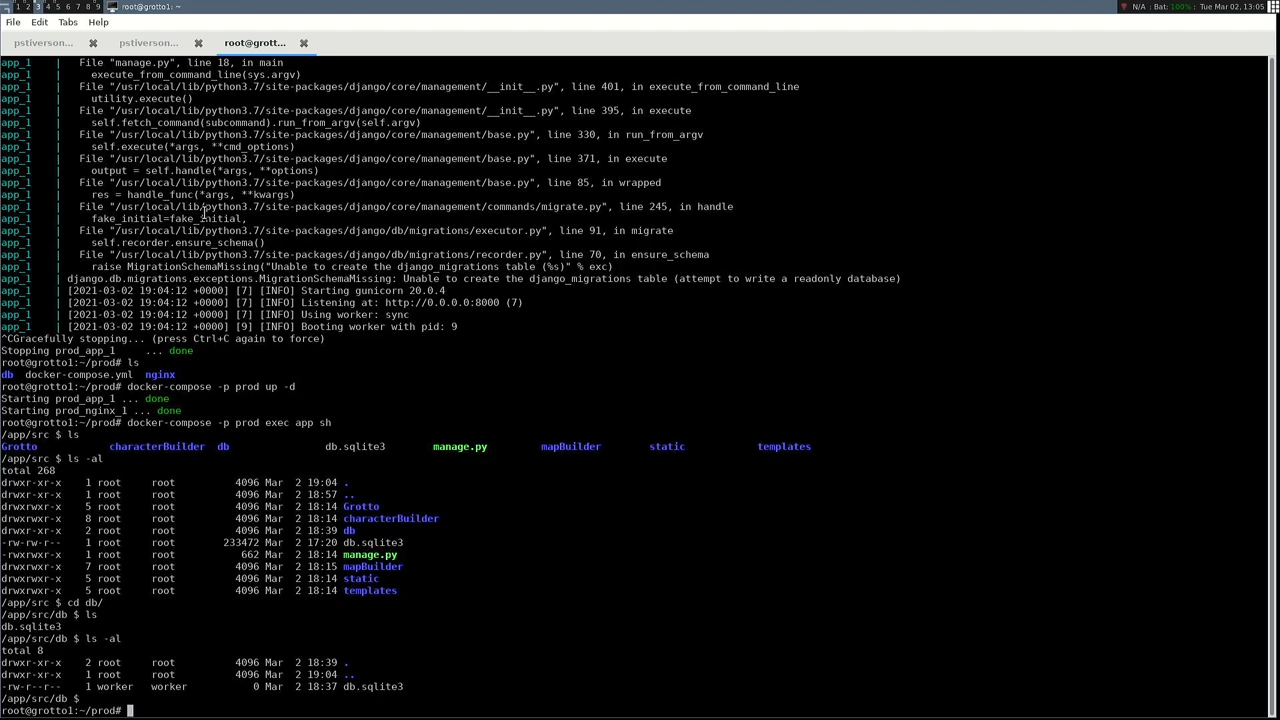 1 2 3 4 5 6 7 8 9 root@grotto1: ~ N/A : Bat: 100% : Tue Mar 02, 13:05
File Edit Tabs Help
pstiverson... pstiverson... root@grott...
app_1 | File "manage.py", line 18, in main
app_1 | execute_from_command_line(sys.argv)
app_1 | File "/usr/local/lib/python3.7/site-packages/django/core/management/__init__.py", line 401, in execute_from_command_line
app_1 | utility.execute()
app_1 | File "/usr/local/lib/python3.7/site-packages/django/core/management/__init__.py", line 395, in execute
app_1 | self.fetch_command(subcommand).run_from_argv(self.argv)
app_1 | File "/usr/local/lib/python3.7/site-packages/django/core/management/base.py", line 330, in run_from_argv
app_1 | self.execute(*args, **cmd_options)
app_1 | File "/usr/local/lib/python3.7/site-packages/django/core/management/base.py", line 371, in execute
app_1 | output = self.handle(*args, **options)
app_1 | File "/usr/local/lib/python3.7/site-packages/django/core/management/base.py", line 85, in wrapped
app_1 | res = handle_func(*args, **kwargs)
app_1 | File "/usr/local/lib/python3.7/site-packages/django/core/management/commands/migrate.py", line 245, in handle
app_1 | fake_initial=fake_initial,
app_1 | File "/usr/local/lib/python3.7/site-packages/django/db/migrations/executor.py", line 91, in migrate
app_1 | self.recorder.ensure_schema()
app_1 | File "/usr/local/lib/python3.7/site-packages/django/db/migrations/recorder.py", line 70, in ensure_schema
app_1 | raise MigrationSchemaMissing("Unable to create the django_migrations table (%s)" % exc)
app_1 | django.db.migrations.exceptions.MigrationSchemaMissing: Unable to create the django_migrations table (attempt to write a readonly database)
app_1 | [2021-03-02 19:04:12 +0000] [7] [INFO] Starting gunicorn 20.0.4
app_1 | [2021-03-02 19:04:12 +0000] [7] [INFO] Listening at: http://0.0.0.0:8000 (7)
app_1 | [2021-03-02 19:04:12 +0000] [7] [INFO] Using worker: sync
app_1 | [2021-03-02 19:04:12 +0000] [9] [INFO] Booting worker with pid: 9
^CGracefully stopping... (press Ctrl+C again to force)
Stopping prod_app_1 ... done
root@grotto1:~/prod# ls
db docker-compose.yml nginx
root@grotto1:~/prod# docker-compose -p prod up -d
Starting prod_app_1 ... done
Starting prod_nginx_1 ... done
root@grotto1:~/prod# docker-compose -p prod exec app sh
/app/src $ ls
Grotto characterBuilder db db.sqlite3 manage.py mapBuilder static templates
/app/src $ ls -al
total 268
drwxr-xr-x 1 root root 4096 Mar 2 19:04 .
drwxr-xr-x 1 root root 4096 Mar 2 18:57 ..
drwxrwxr-x 5 root root 4096 Mar 2 18:14 Grotto
drwxrwxr-x 8 root root 4096 Mar 2 18:14 characterBuilder
drwxr-xr-x 2 root root 4096 Mar 2 18:39 db
-rw-rw-r-- 1 root root 233472 Mar 2 17:20 db.sqlite3
-rwxrwxr-x 1 root root 662 Mar 2 18:14 manage.py
drwxrwxr-x 7 root root 4096 Mar 2 18:15 mapBuilder
drwxrwxr-x 5 root root 4096 Mar 2 18:14 static
drwxrwxr-x 5 root root 4096 Mar 2 18:14 templates
/app/src $ cd db/
/app/src/db $ ls
db.sqlite3
/app/src/db $ ls -al
total 8
drwxr-xr-x 2 root root 4096 Mar 2 18:39 .
drwxr-xr-x 1 root root 4096 Mar 2 19:04 ..
-rw-r--r-- 1 worker worker 0 Mar 2 18:37 db.sqlite3
/app/src/db $
root@grotto1:~/prod#